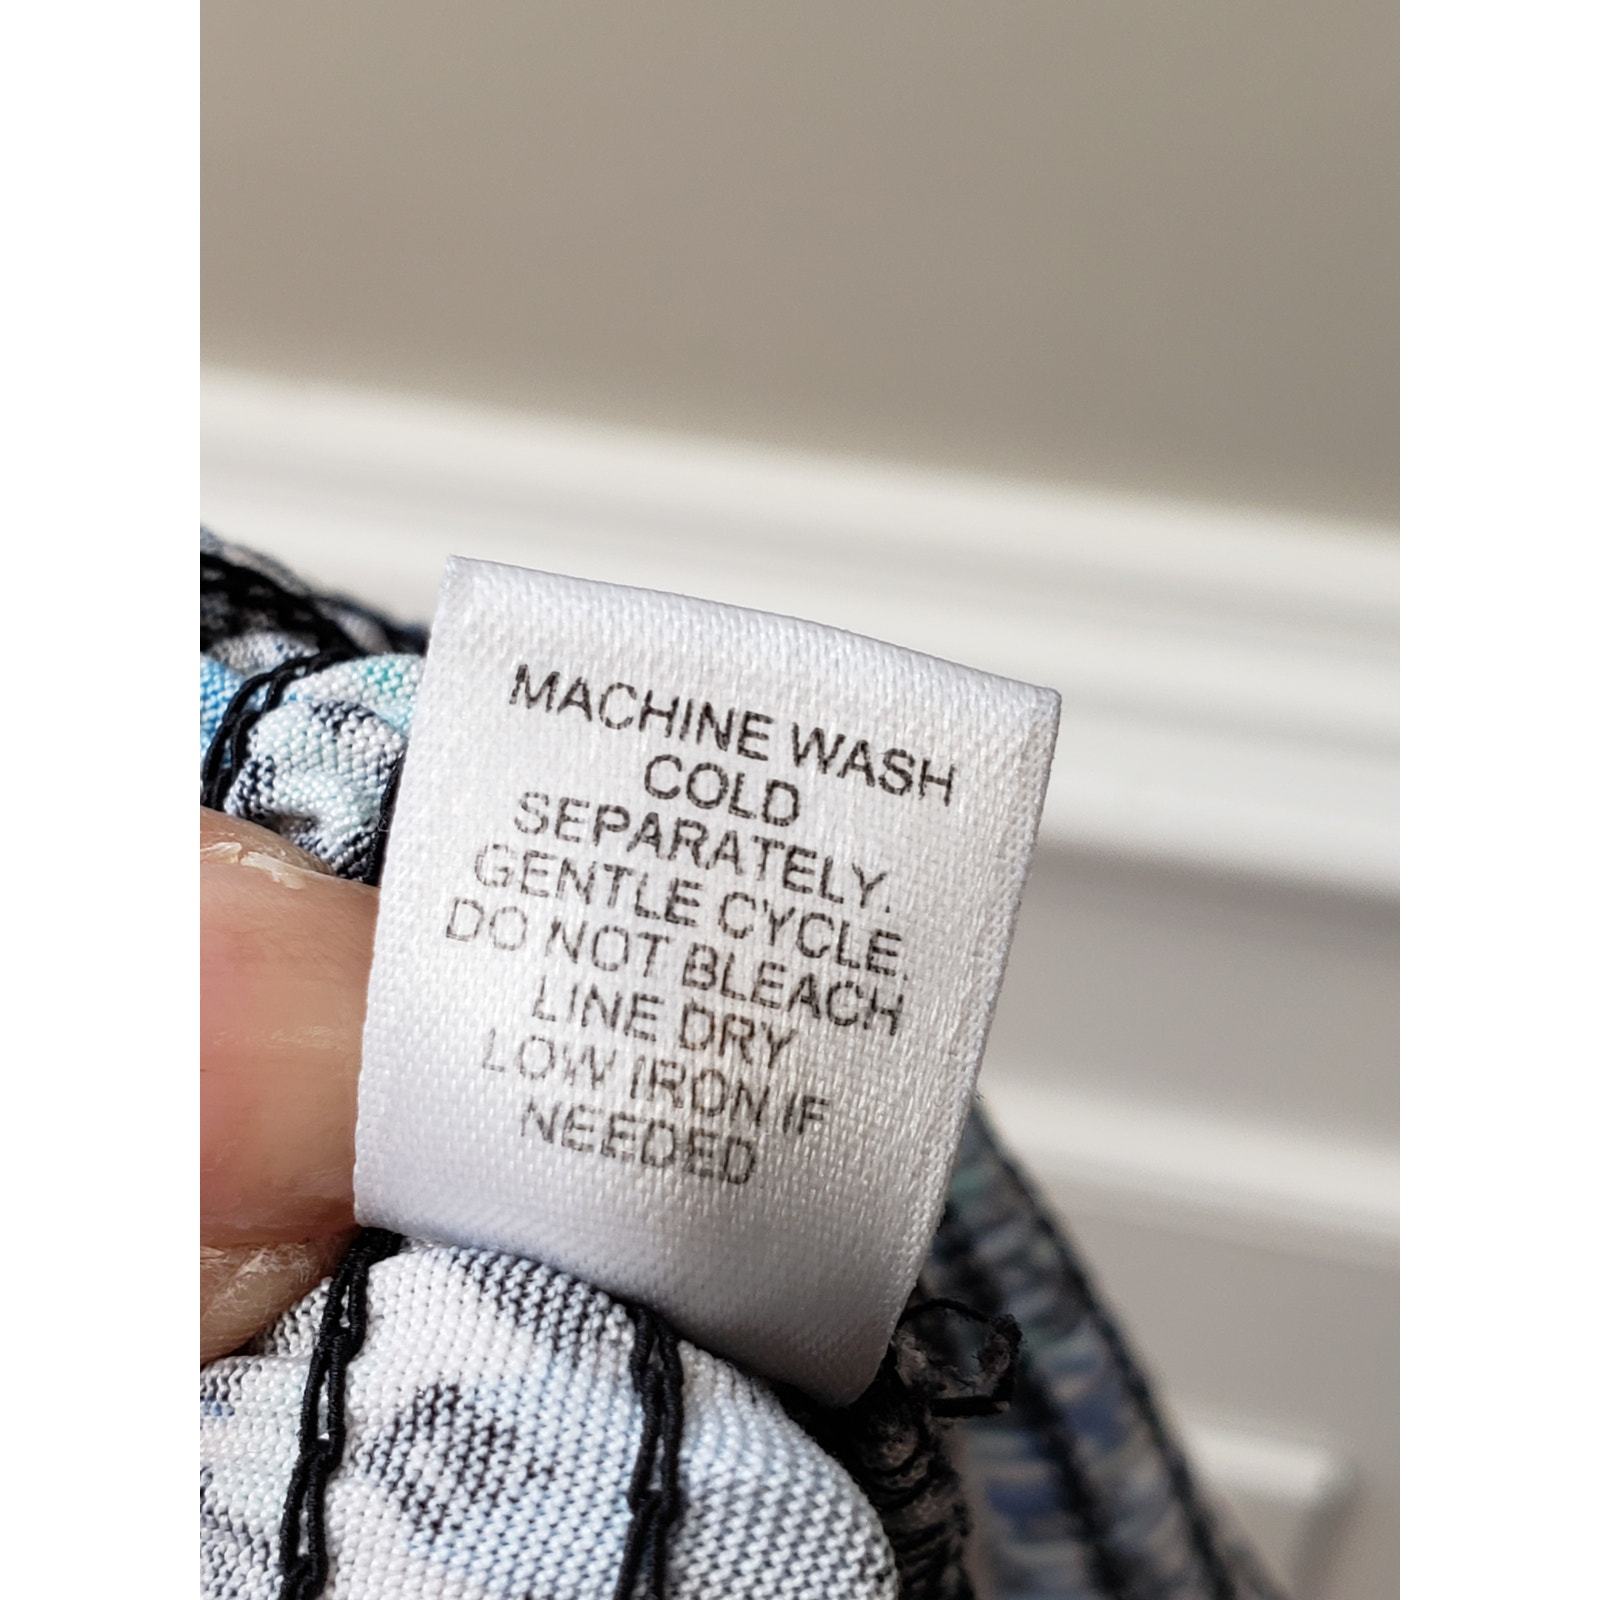 MACHINE WASH
COLD
SEPARATELY.
GENTLE CYCLE.
DO NOT BLEACH
LINE DRY
LOW IRON IF
NEEDED